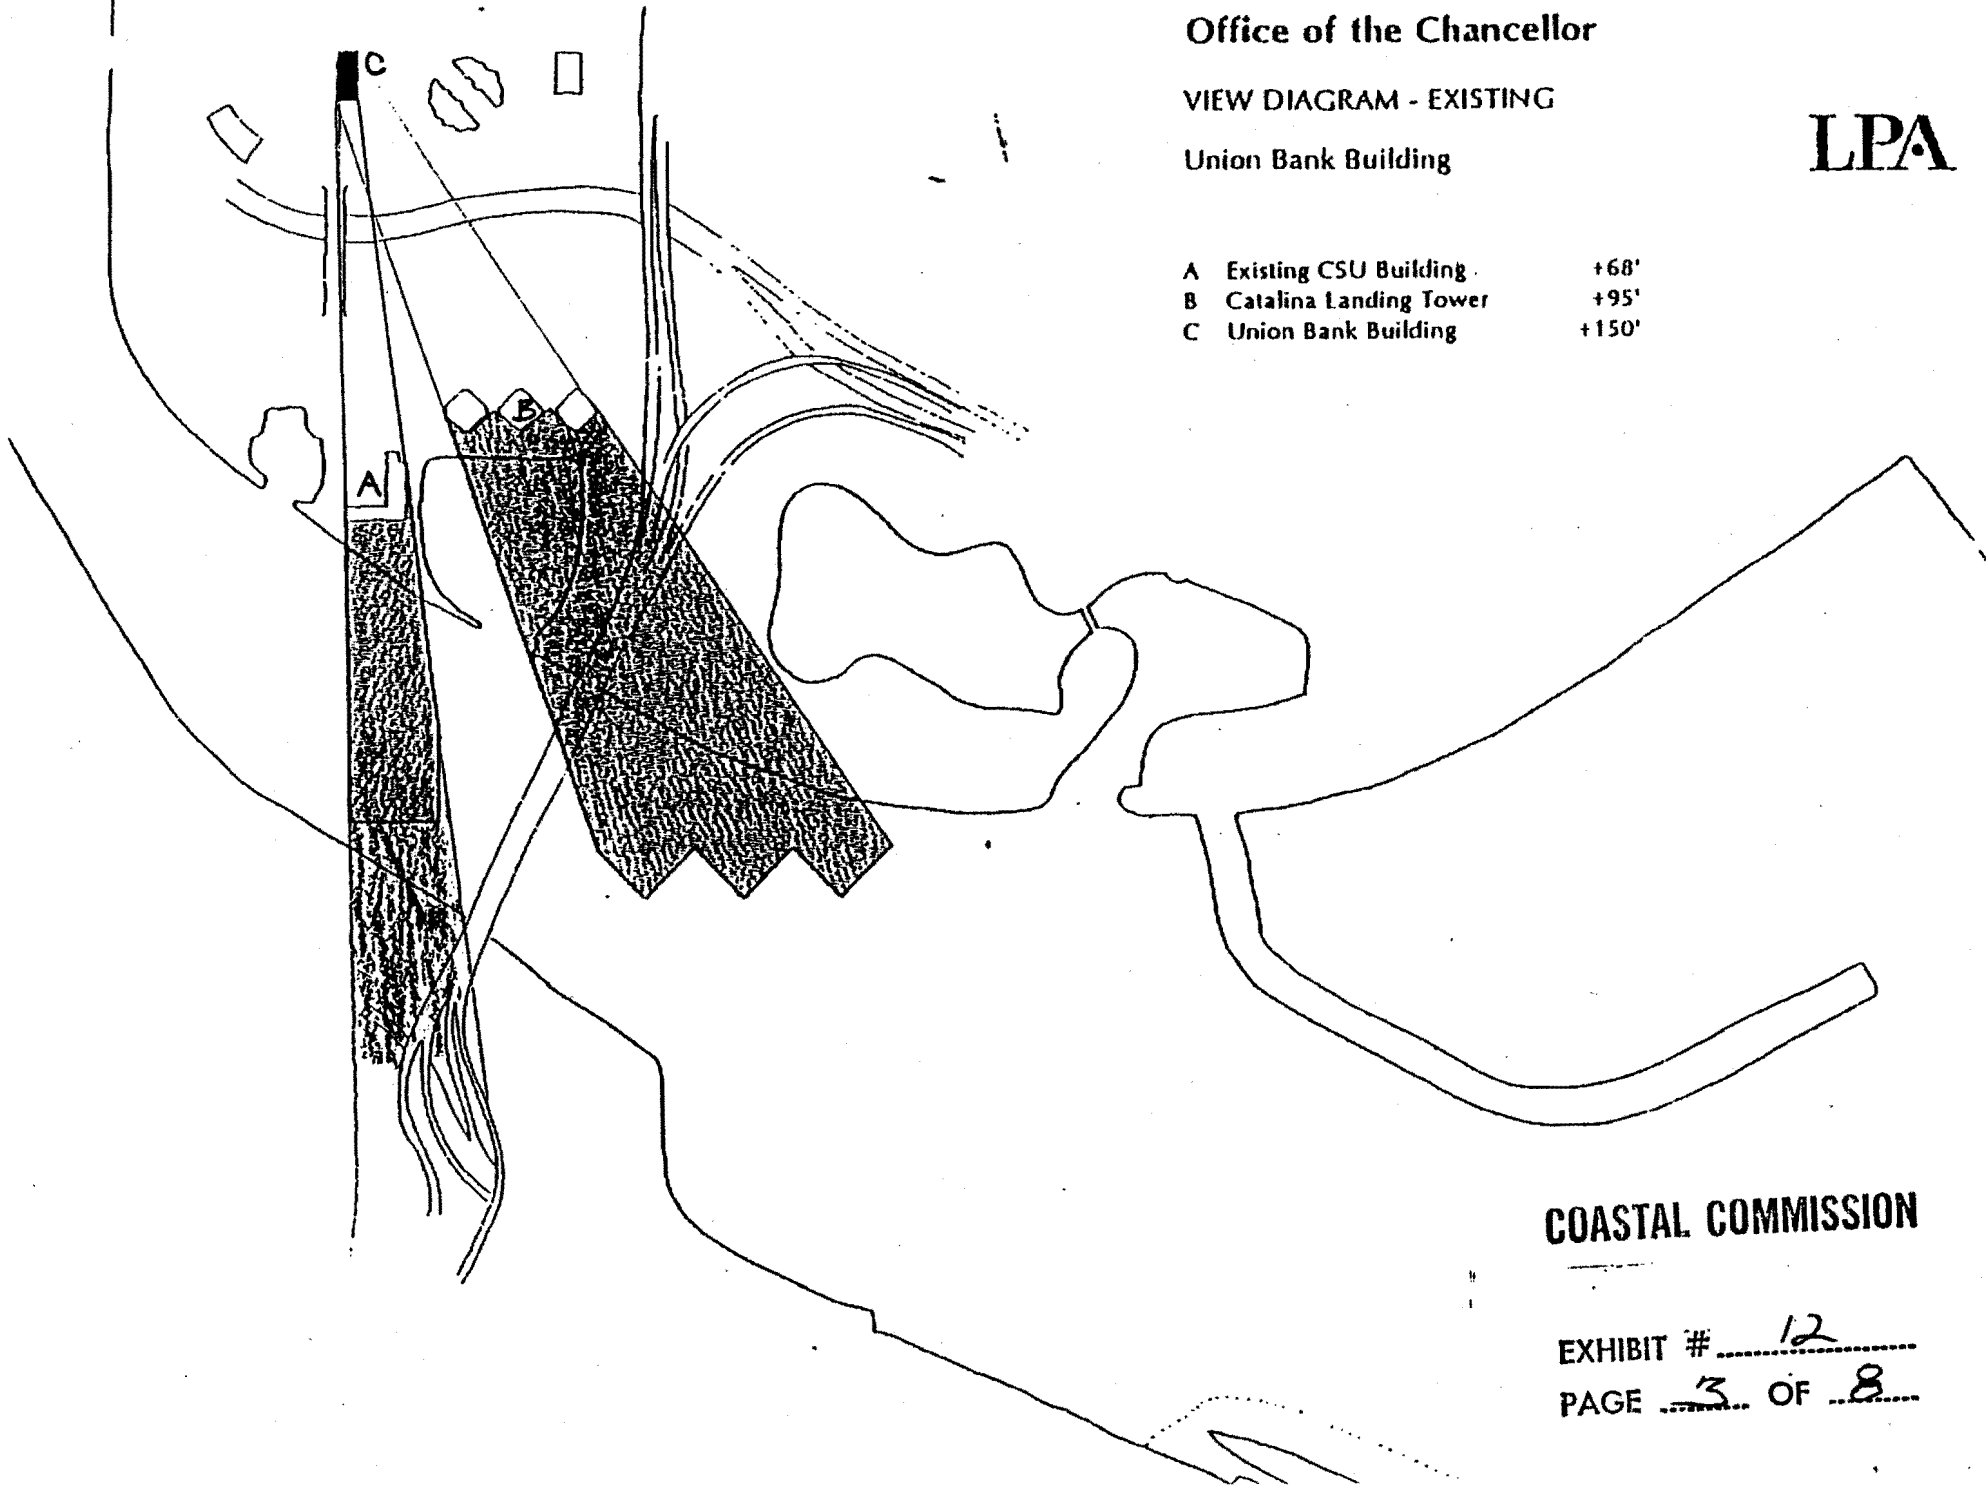 Office of the Chancellor
VIEW DIAGRAM - EXISTING
Union Bank Building
LPA
A Existing CSU Building +68'
B Catalina Landing Tower +95'
C Union Bank Building +150'
C
B
A
COASTAL COMMISSION
EXHIBIT # 12
PAGE 3 OF 8